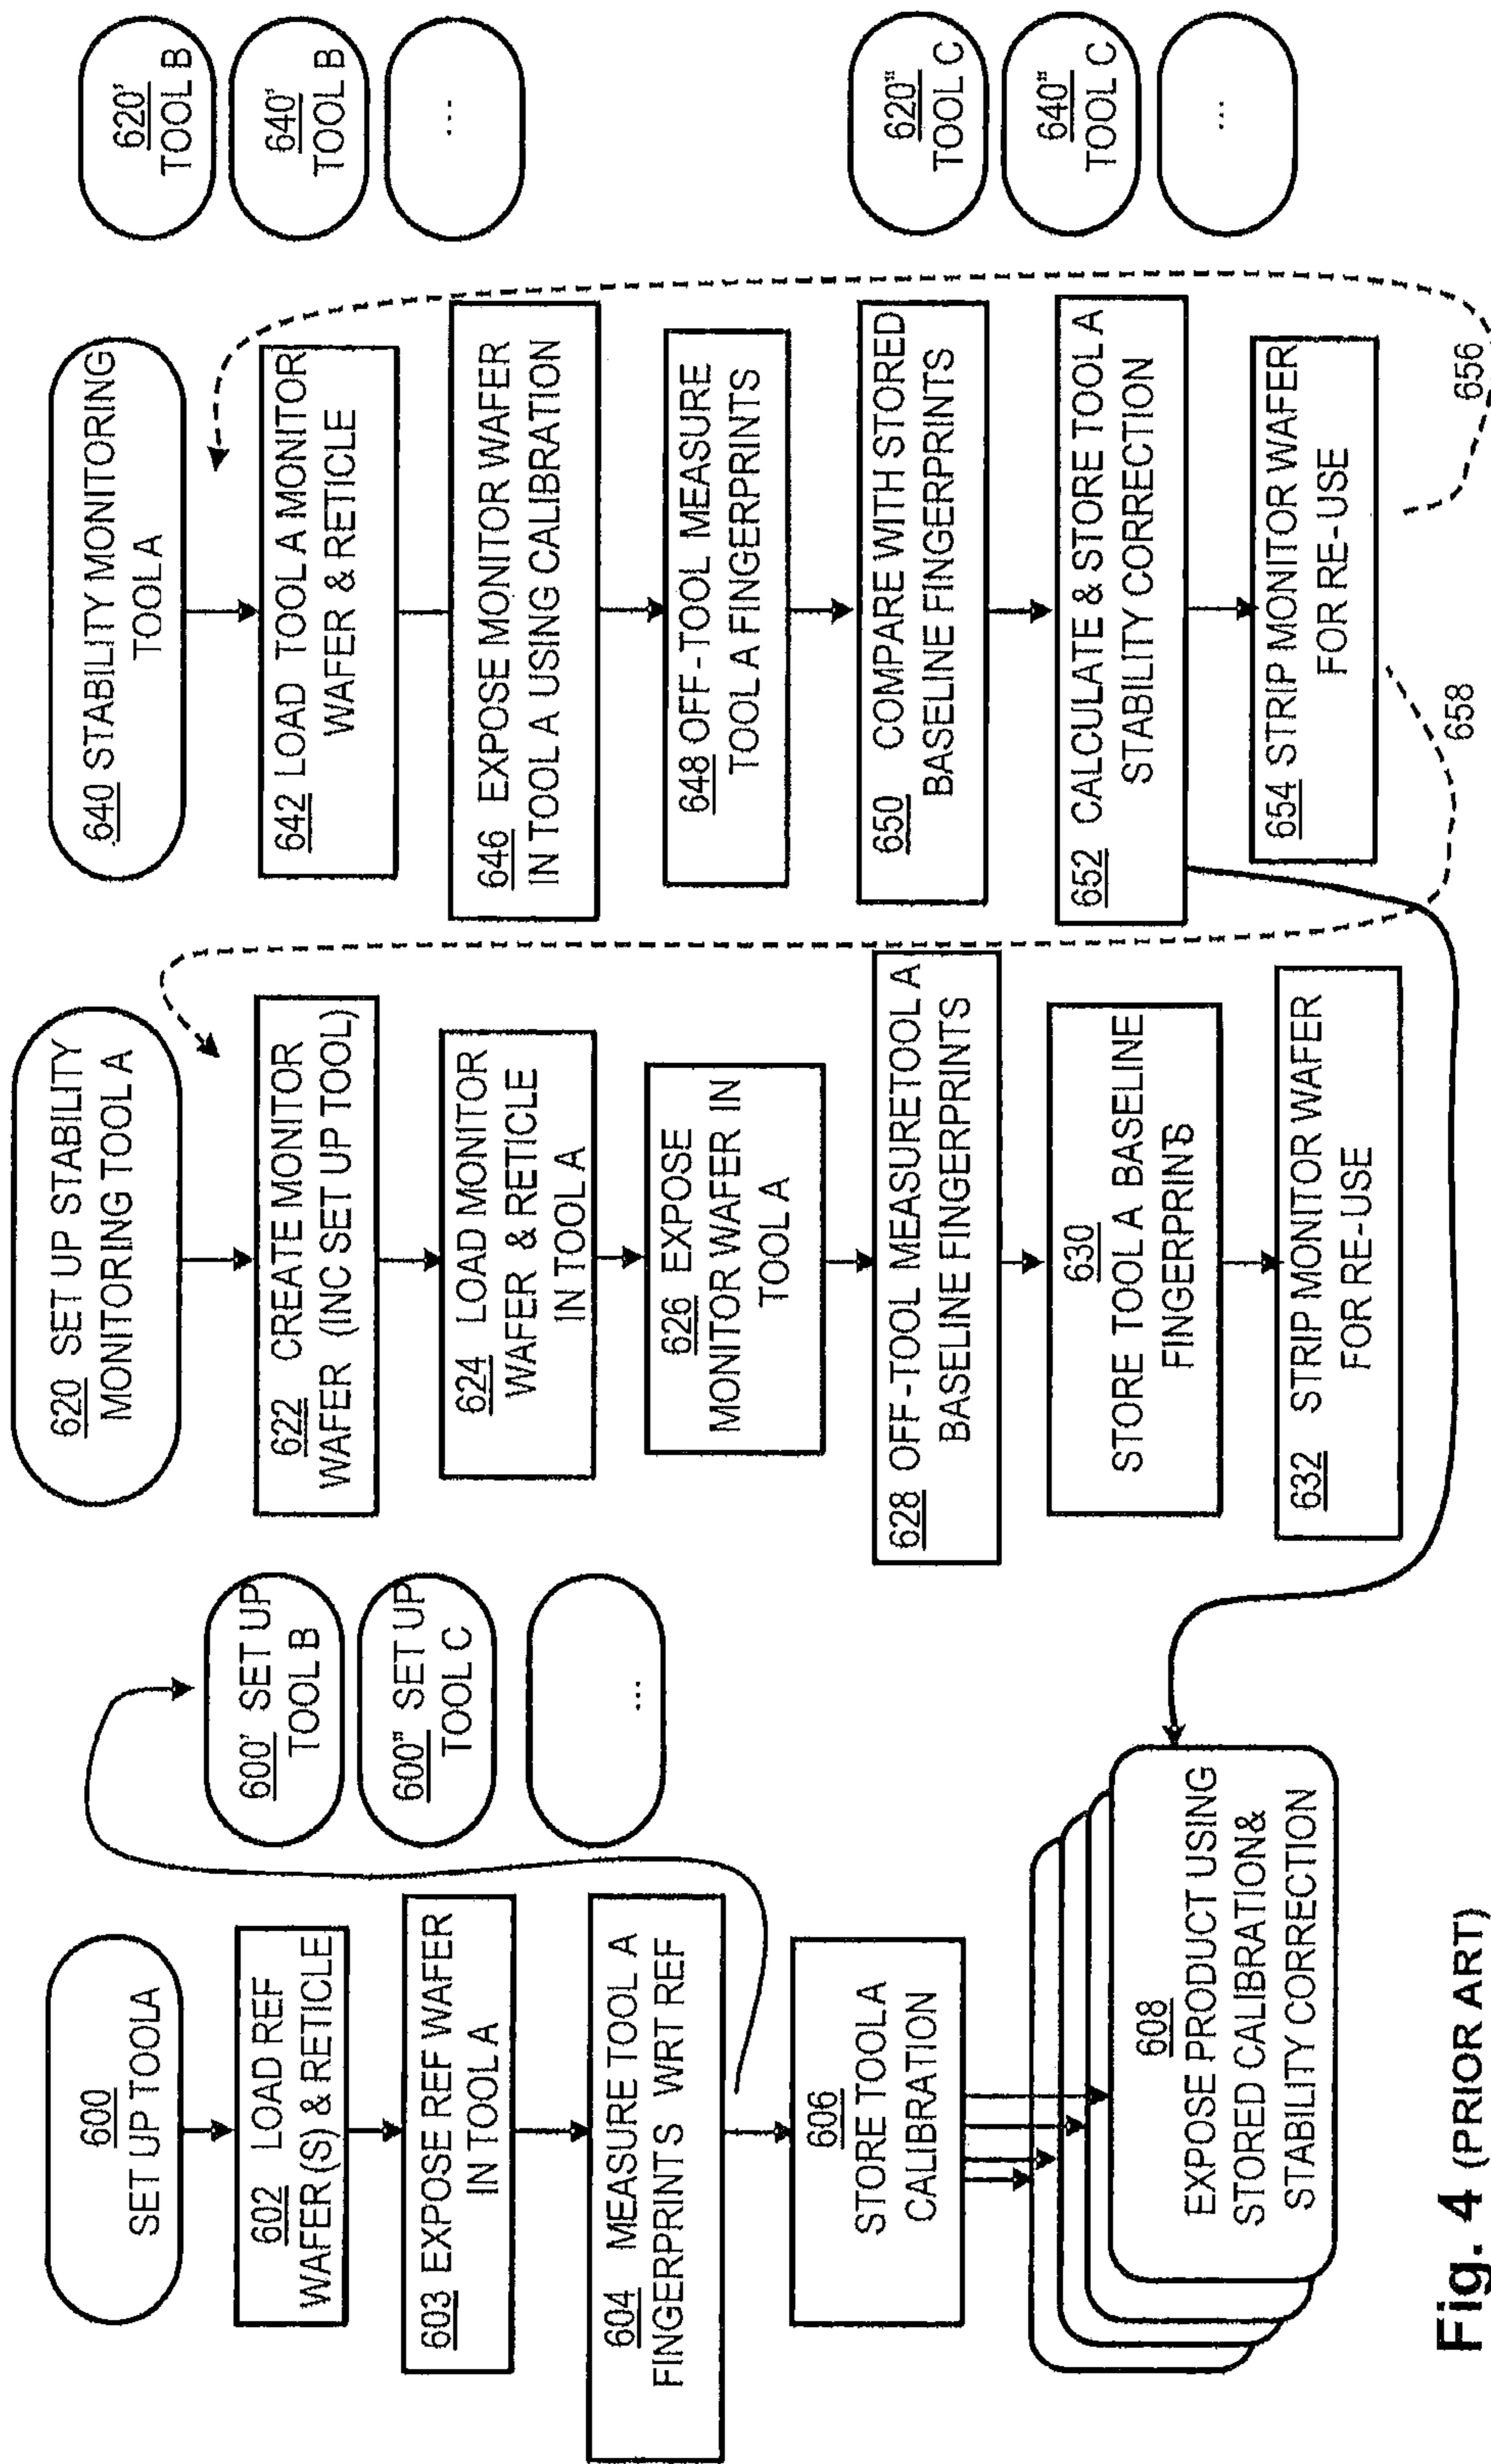 600
SET UP TOOLA
602 LOAD REF
WAFER(S) & RETICLE
603 EXPOSE REF WAFER
IN TOOL A
604 MEASURE TOOL A
FINGERPRINTS WRT REF
606
STORE TOOLA
CALIBRATION
608
EXPOSE PRODUCT USING
STORED CALIBRATION&
STABILITY CORRECTION
600' SET UP
TOOL B
600" SET UP
TOOL C
...
620 SET UP STABILITY
MONITORING TOOL A
622 CREATE MONITOR
WAFER (INC SET UP TOOL)
624 LOAD MONITOR
WAFER & RETICLE
IN TOOL A
626 EXPOSE
MONITOR WAFER IN
TOOL A
628 OFF-TOOL MEASURETOOL A
BASELINE FINGERPRINTS
630
STORE TOOL A BASELINE
FINGERPRINTS
632 STRIP MONITOR WAFER
FOR RE-USE
640 STABILITY MONITORING
TOOLA
642 LOAD TOOL A MONITOR
WAFER & RETICLE
646 EXPOSE MONITOR WAFER
IN TOOL A USING CALIBRATION
648 OFF-TOOL MEASURE
TOOL A FINGERPRINTS
650 COMPARE WITH STORED
BASELINE FINGERPRINTS
652 CALCULATE & STORE TOOL A
STABILITY CORRECTION
654 STRIP MONITOR WAFER
FOR RE-USE
658
656
620' TOOL B
640' TOOL B
...
620" TOOL C
640" TOOL C
...
Fig. 4 (PRIOR ART)